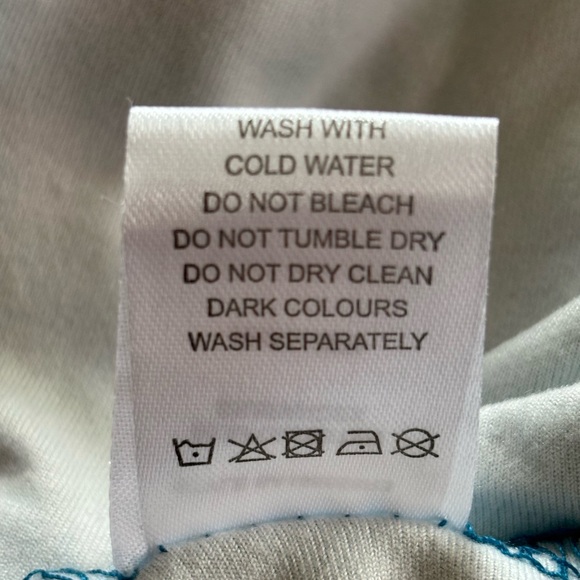 WASH WITH
COLD WATER
DO NOT BLEACH
DO NOT TUMBLE DRY
DO NOT DRY CLEAN
DARK COLOURS
WASH SEPARATELY